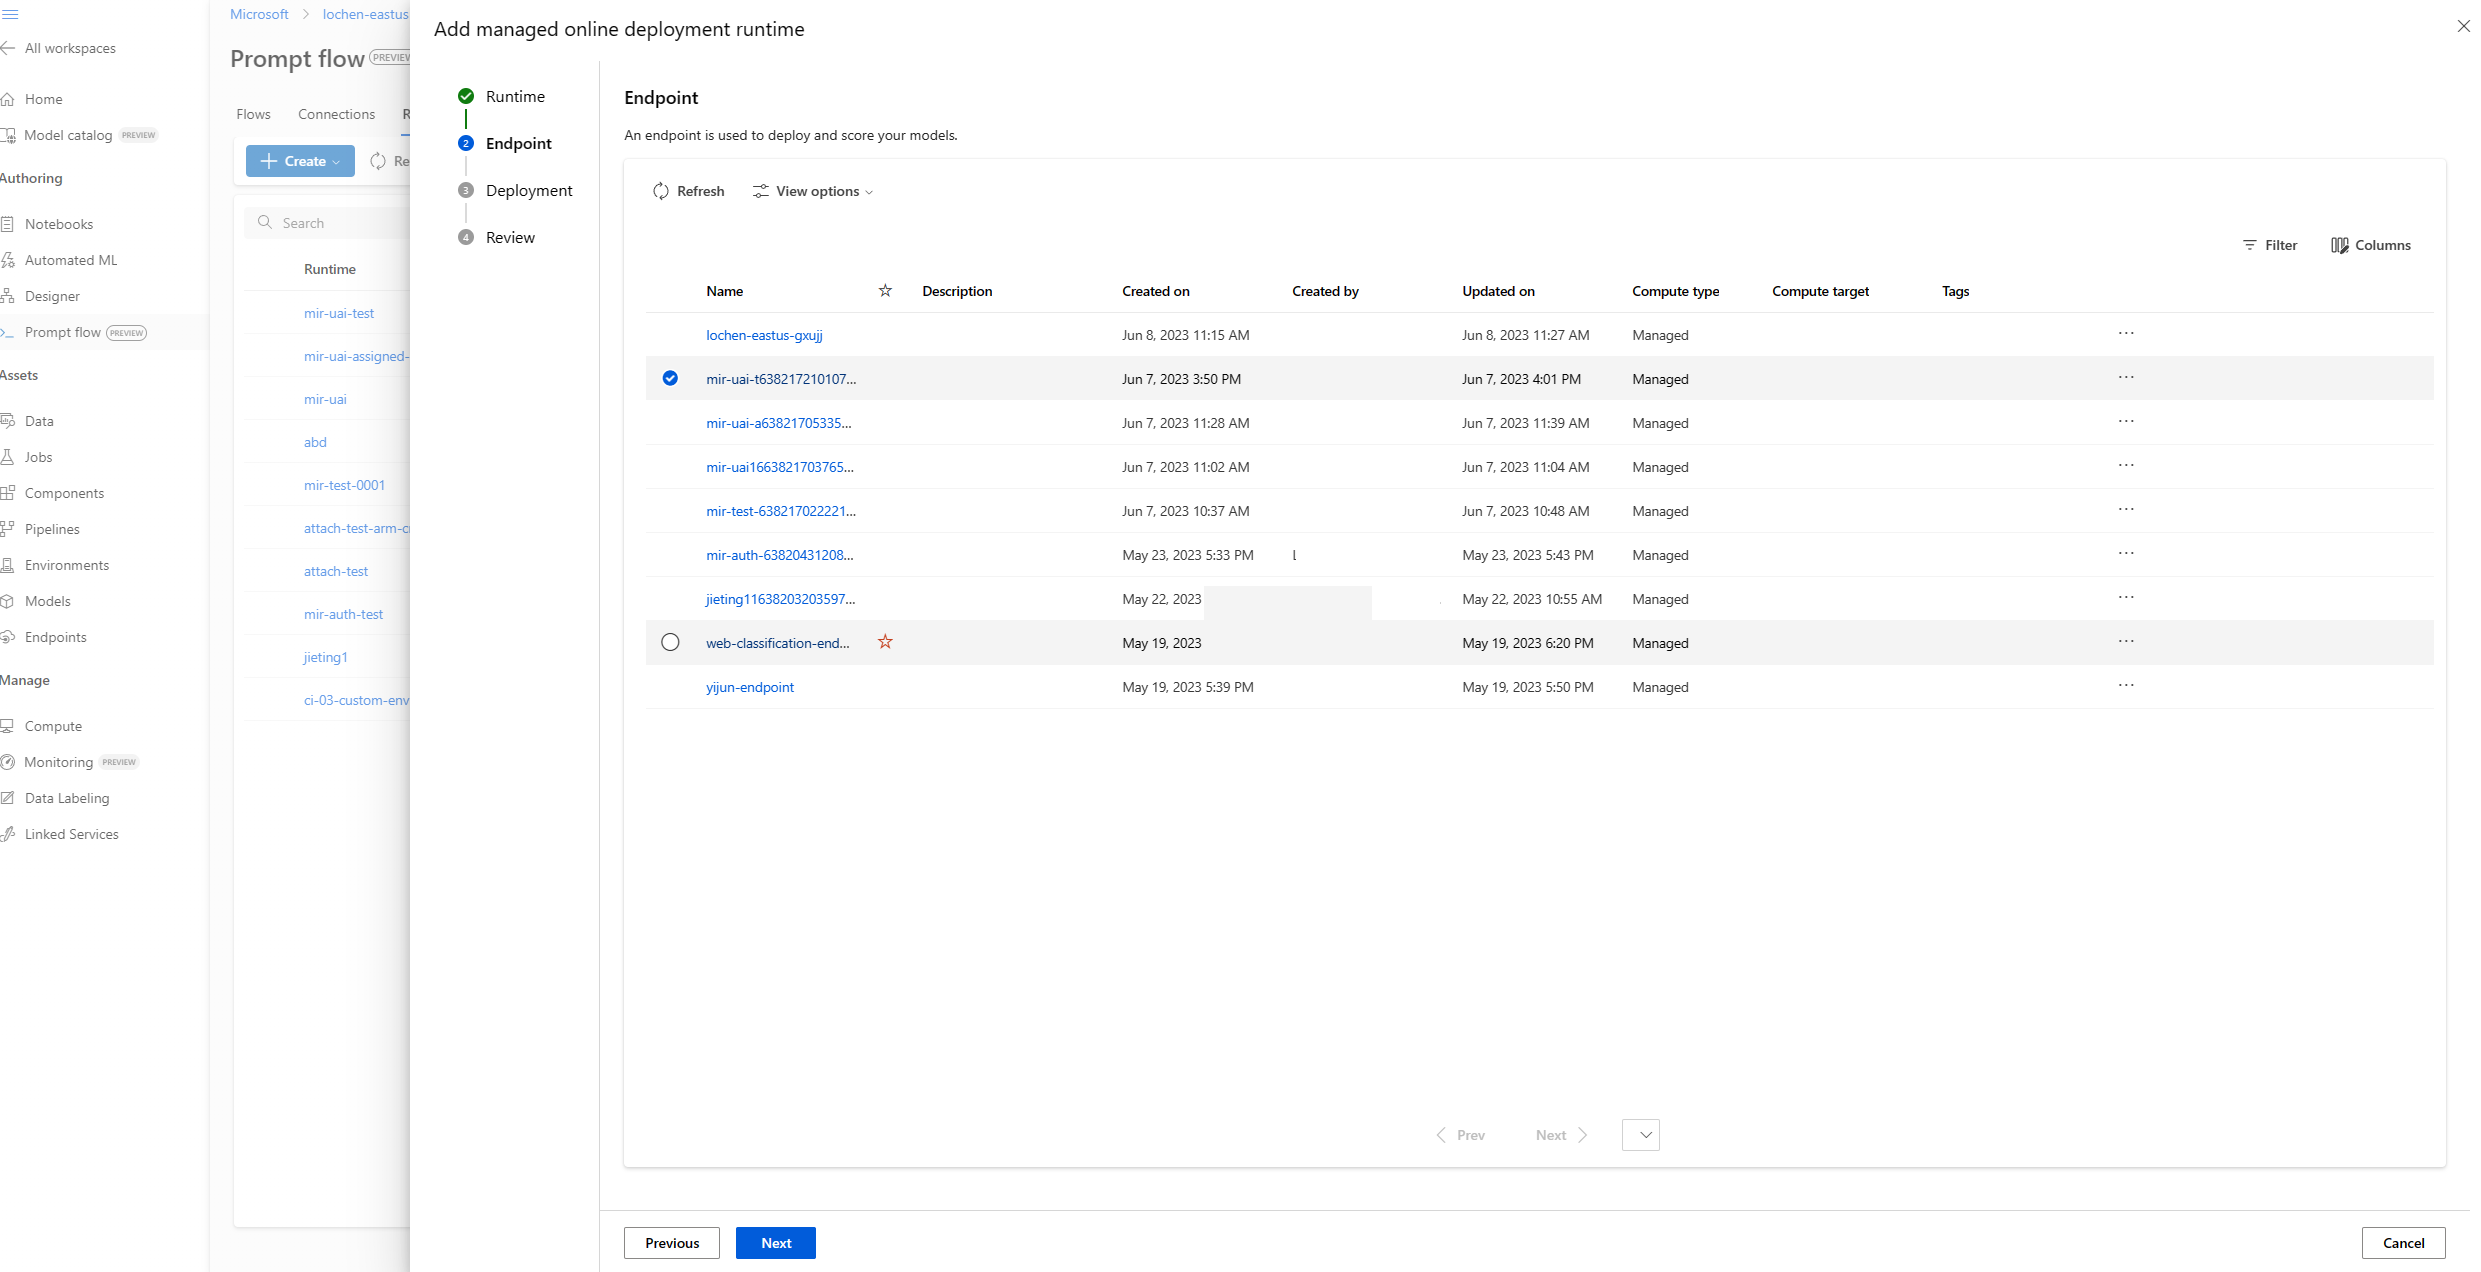 All workspaces
Home
Model catalog PREVIEW
Authoring
Notebooks
Automated ML
Designer
Prompt flow PREVIEW
Assets
Data
Jobs
Components
Pipelines
Environments
Models
Endpoints
Manage
Compute
Monitoring PREVIEW
Data Labeling
Linked Services
Microsoft > lochen-eastus
Prompt flow PREVIEW
Flows Connections R
Create Re
Search
Runtime
mir-uai-test
mir-uai-assigned-
mir-uai
abd
mir-test-0001
attach-test-arm-c
attach-test
mir-auth-test
jieting1
ci-03-custom-env
Add managed online deployment runtime
Runtime
2 Endpoint
3 Deployment
4 Review
Endpoint
An endpoint is used to deploy and score your models.
Refresh View options
Filter Columns
Name Description Created on Created by Updated on Compute type Compute target Tags
lochen-eastus-gxujj Jun 8, 2023 11:15 AM Jun 8, 2023 11:27 AM Managed ...
mir-uai-t638217210107... Jun 7, 2023 3:50 PM Jun 7, 2023 4:01 PM Managed ...
mir-uai-a63821705335... Jun 7, 2023 11:28 AM Jun 7, 2023 11:39 AM Managed ...
mir-uai1663821703765... Jun 7, 2023 11:02 AM Jun 7, 2023 11:04 AM Managed ...
mir-test-638217022221... Jun 7, 2023 10:37 AM Jun 7, 2023 10:48 AM Managed ...
mir-auth-63820431208... May 23, 2023 5:33 PM l May 23, 2023 5:43 PM Managed ...
jieting11638203203597... May 22, 2023 May 22, 2023 10:55 AM Managed ...
web-classification-end... May 19, 2023 May 19, 2023 6:20 PM Managed ...
yijun-endpoint May 19, 2023 5:39 PM May 19, 2023 5:50 PM Managed ...
Prev Next
Previous Next Cancel